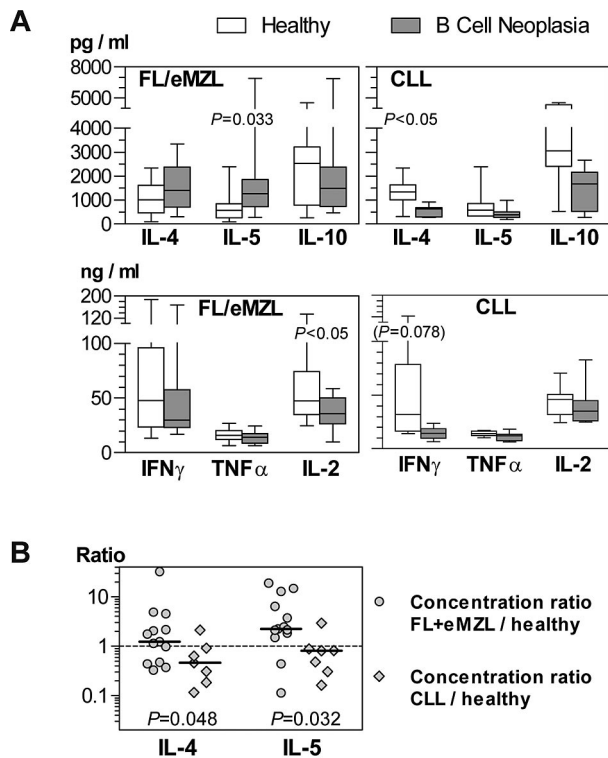 A
Healthy
B Cell Neoplasia
pg / ml
8000
5000
4000
3000
2000
1000
0
FL/eMZL
P=0.033
IL-4 IL-5 IL-10
CLL
P<0.05
IL-4 IL-5 IL-10
ng / ml
200
120
100
50
0
FL/eMZL
P<0.05
IFNγ TNFα IL-2
CLL
(P=0.078)
IFNγ TNFα IL-2
B
Ratio
10
1
0.1
P=0.048 P=0.032
IL-4 IL-5
Concentration ratio
FL+eMZL / healthy
Concentration ratio
CLL / healthy